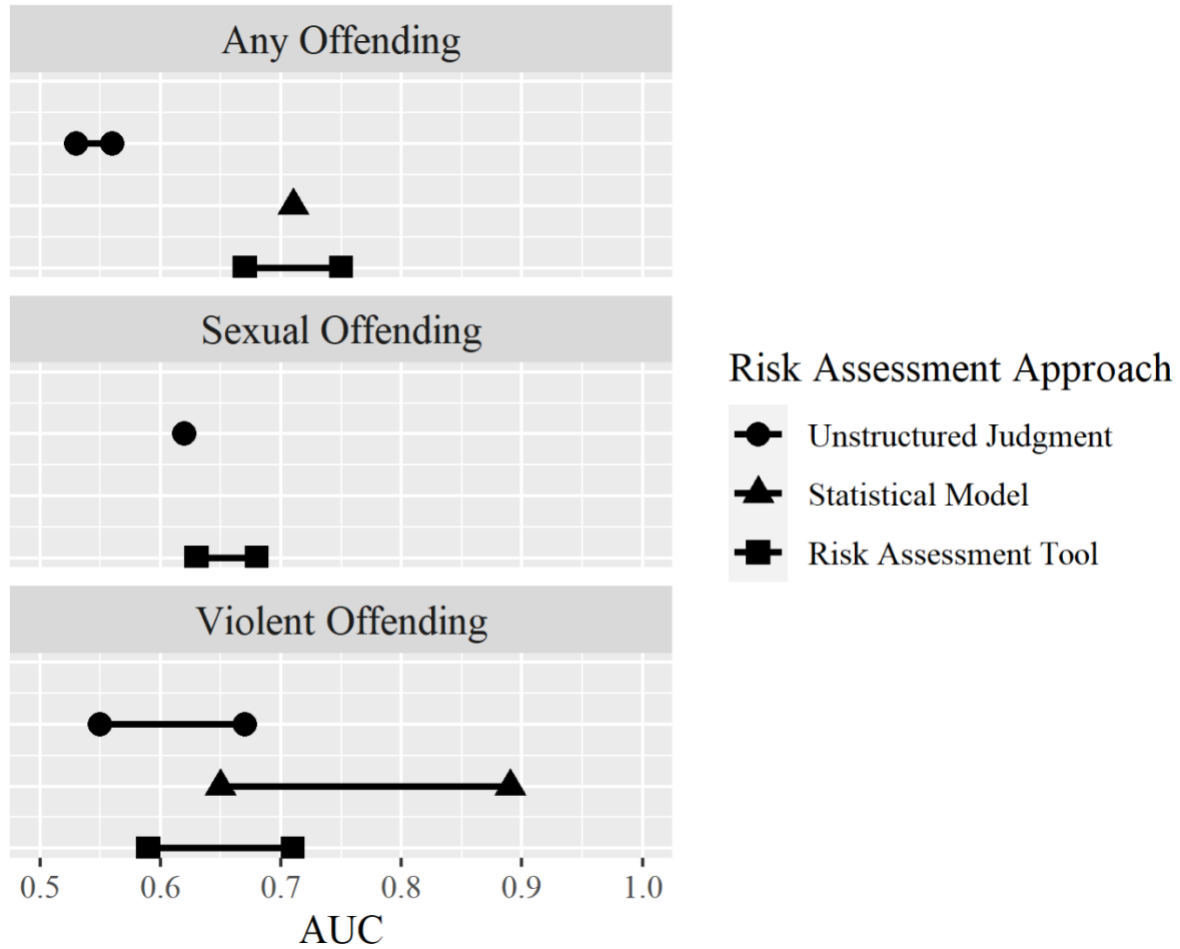 Any Offending
Sexual Offending
Violent Offending
0.5 0.6 0.7 0.8 0.9 1.0
AUC
Risk Assessment Approach
Unstructured Judgment
Statistical Model
Risk Assessment Tool